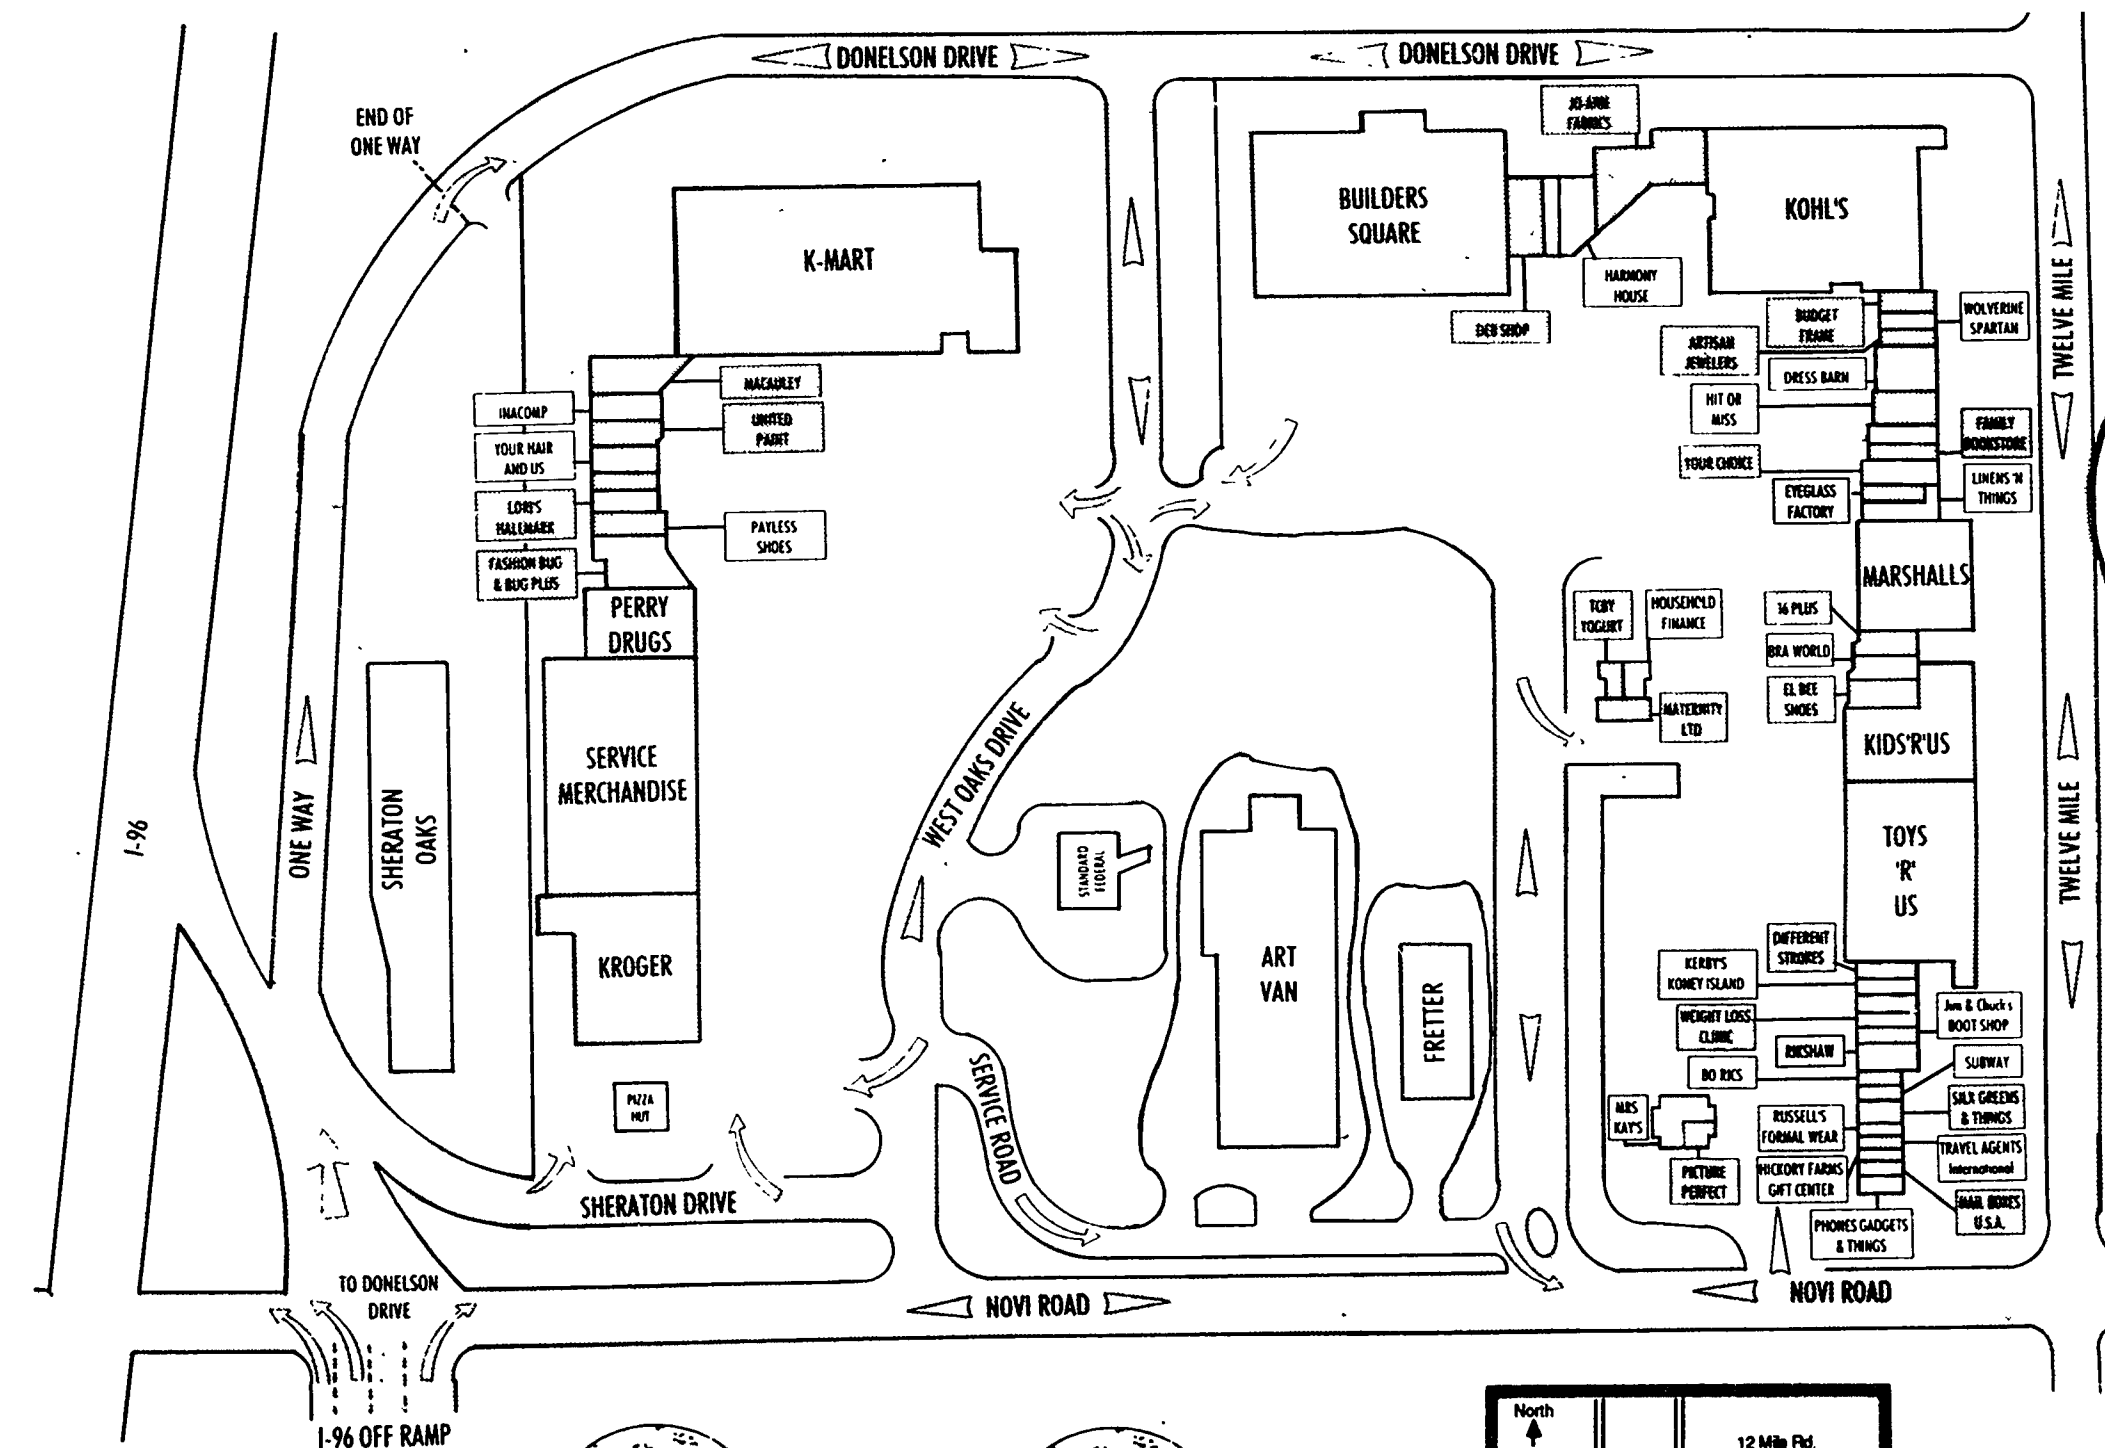 DONELSON DRIVE
DONELSON DRIVE
END OF
ONE WAY
JO-ANN
FABRICS
BUILDERS
SQUARE
KOHL'S
K-MART
HARMONY
HOUSE
DEB SHOP
BUDGET
FRAME
WOLVERINE
SPARTAN
ARTISAN
JEWELERS
DRESS BARN
HIT OR
MISS
FAMILY
BOOKSTORE
YOUR CHOICE
EYEGLASS
FACTORY
LINENS 'N
THINGS
TWELVE MILE
MACAULEY
INACOMP
UNITED
PAINT
YOUR HAIR
AND US
LORI'S
HALLMARK
PAYLESS
SHOES
FASHION BUG
& BUG PLUS
PERRY
DRUGS
SERVICE
MERCHANDISE
KROGER
PIZZA
HUT
SHERATON
OAKS
ONE WAY
I-96
MARSHALLS
TCBY
YOGURT
HOUSEHOLD
FINANCE
MATERNITY
LTD
16 PLUS
BRA WORLD
EL BEE
SHOES
KIDS'R'US
TOYS
'R'
US
TWELVE MILE
WEST OAKS DRIVE
STANDARD
FEDERAL
ART
VAN
FRETTER
SERVICE ROAD
DIFFERENT
STROKES
KERBY'S
KONEY ISLAND
WEIGHT LOSS
CLINIC
Jim & Chuck's
BOOT SHOP
RIKSHAW
BO RICS
SUBWAY
SILK GREENS
& THINGS
MRS
KAY'S
PICTURE
PERFECT
RUSSELL'S
FORMAL WEAR
TRAVEL AGENTS
International
HICKORY FARMS
GIFT CENTER
MAIL BOXES
U.S.A.
PHONES GADGETS
& THINGS
SHERATON DRIVE
TO DONELSON
DRIVE
NOVI ROAD
NOVI ROAD
I-96 OFF RAMP
North
12 Mile Rd.